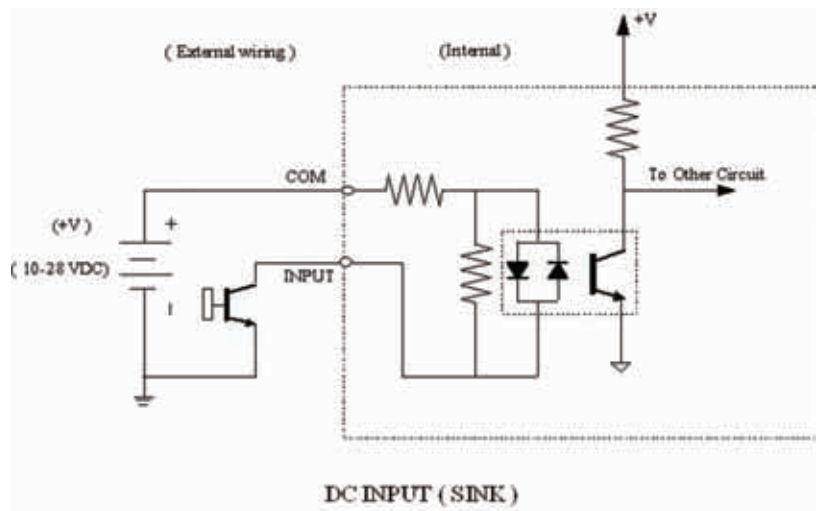 ( External wiring )
(Internal)
+V
COM
To Other Circuit
(+V )
+
( 10-28 VDC)
INPUT
DC INPUT ( SINK )